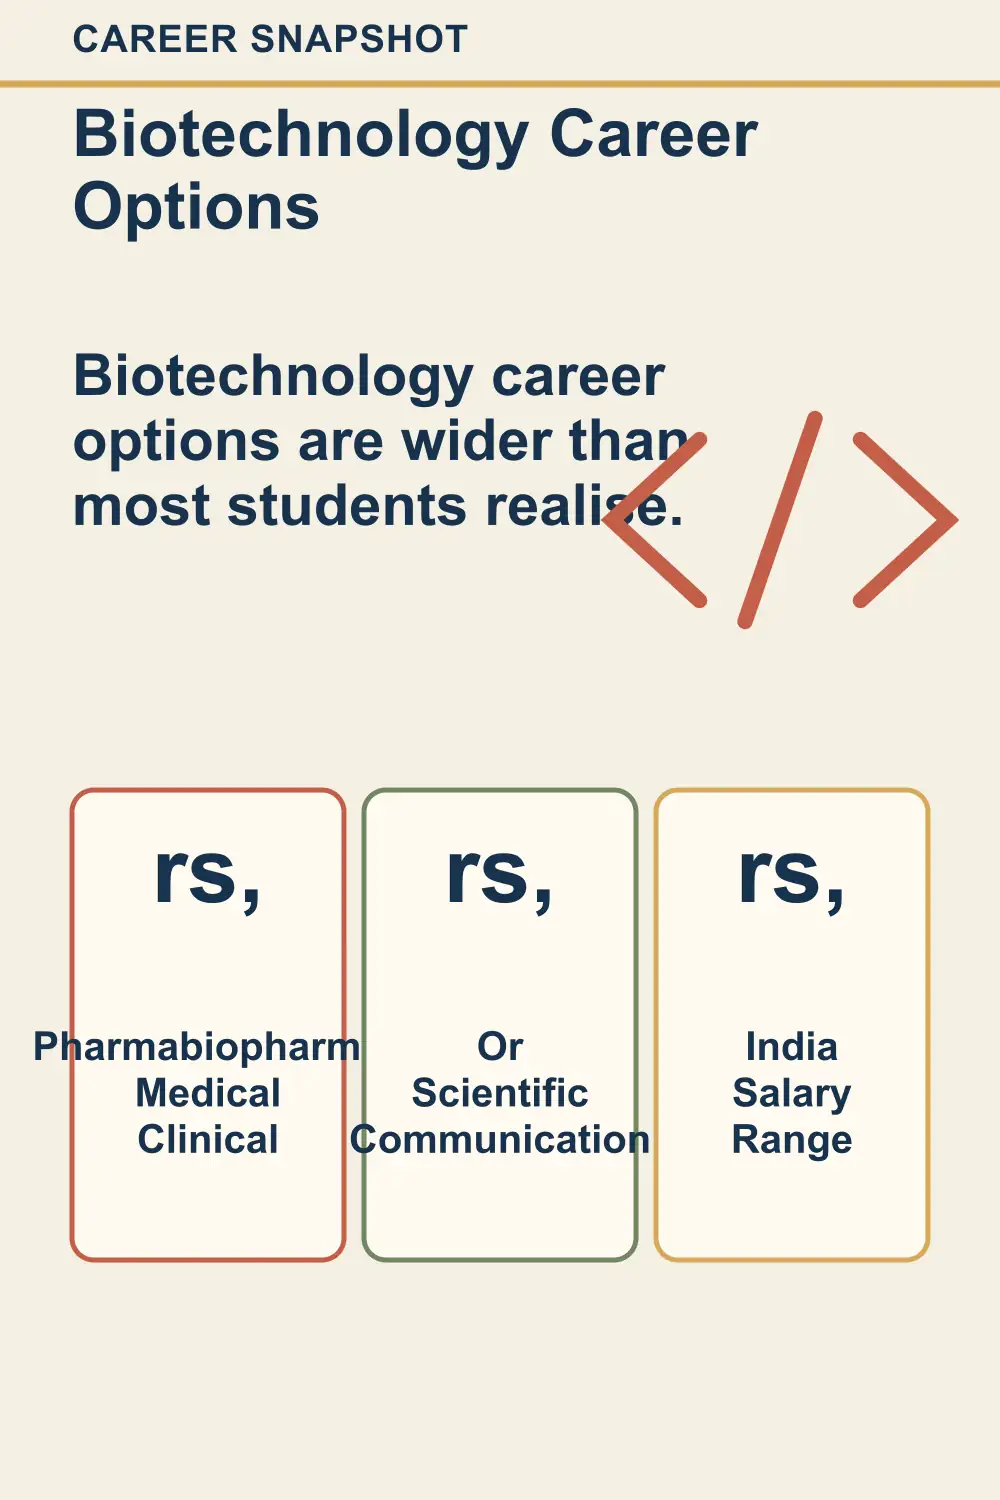 CAREER SNAPSHOT
Biotechnology Career
Options
Biotechnology career
options are wider than
most students realise.
</>
rs,
Pharmabiopharm
Medical
Clinical
rs,
Or
Scientific
Communication
rs,
India
Salary
Range